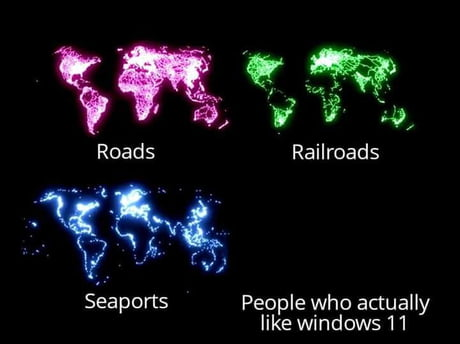 Roads
Railroads
Seaports
People who actually
like windows 11